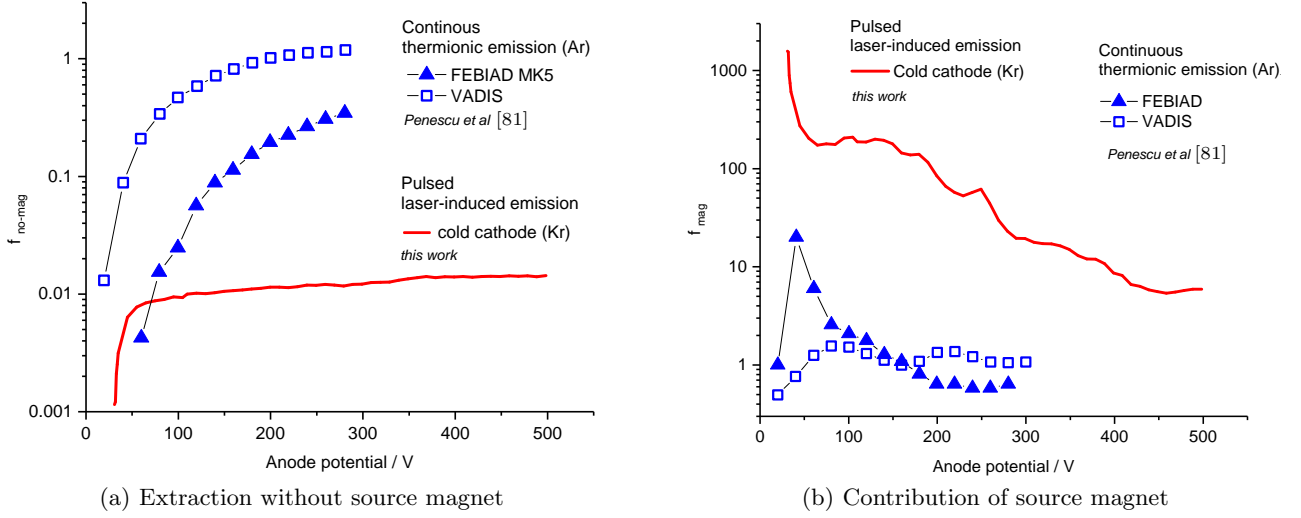 1
0.1
0.01
0.001
f no-mag
0 100 200 300 400 500
Anode potential / V
Continous
thermionic emission (Ar)
FEBIAD MK5
VADIS
Penescu et al [81]
Pulsed
laser-induced emission
cold cathode (Kr)
this work
(a) Extraction without source magnet
1000
100
10
1
f mag
0 100 200 300 400 500
Anode potential / V
Pulsed
laser-induced emission
Cold cathode (Kr)
this work
Continuous
thermionic emission (Ar)
FEBIAD
VADIS
Penescu et al [81]
(b) Contribution of source magnet